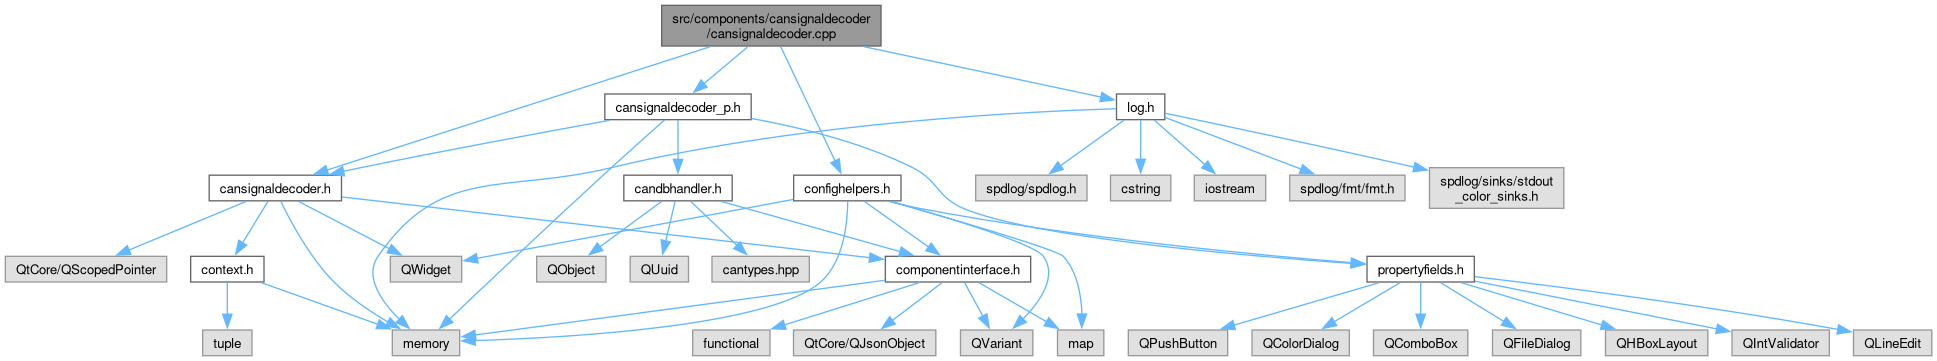 src/components/cansignaldecoder
/cansignaldecoder.cpp
cansignaldecoder_p.h
log.h
cansignaldecoder.h
candbhandler.h
confighelpers.h
spdlog/spdlog.h
cstring
iostream
spdlog/fmt/fmt.h
spdlog/sinks/stdout
_color_sinks.h
QtCore/QScopedPointer
context.h
QWidget
QObject
QUuid
cantypes.hpp
componentinterface.h
propertyfields.h
tuple
memory
functional
QtCore/QJsonObject
QVariant
map
QPushButton
QColorDialog
QComboBox
QFileDialog
QHBoxLayout
QIntValidator
QLineEdit